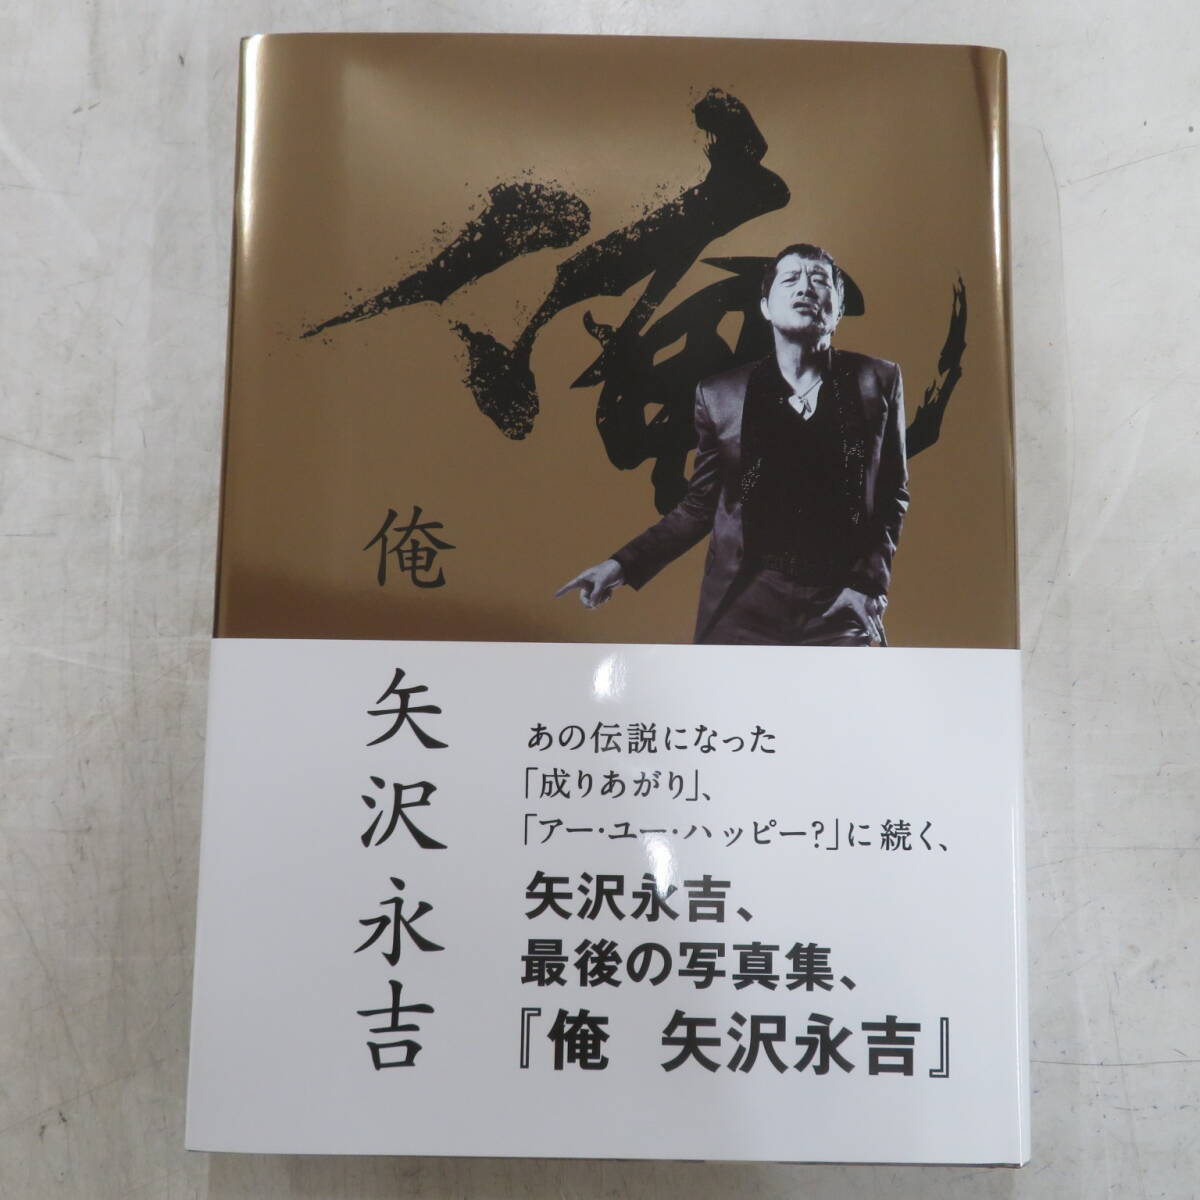 俺
俺
矢沢永吉
あの伝説になった
「成りあがり」、
「アー・ユー・ハッピー?」に続く、
矢沢永吉、
最後の写真集、
『俺 矢沢永吉』